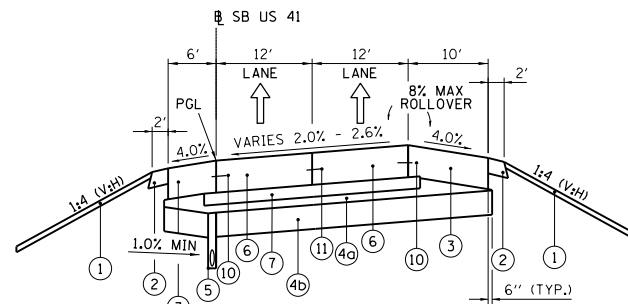 B SB US 41
6' 12' 12' 10'
LANE LANE
2'
8% MAX
ROLLOVER
PGL
2'
4.0% VARIES 2.0% - 2.6% 4.0%
1:4 (V:H) 1:4 (V:H)
1.0% MIN
10 6 11 6 10 3
7 4a
1 2 5 4b 2 1
6" (TYP.)